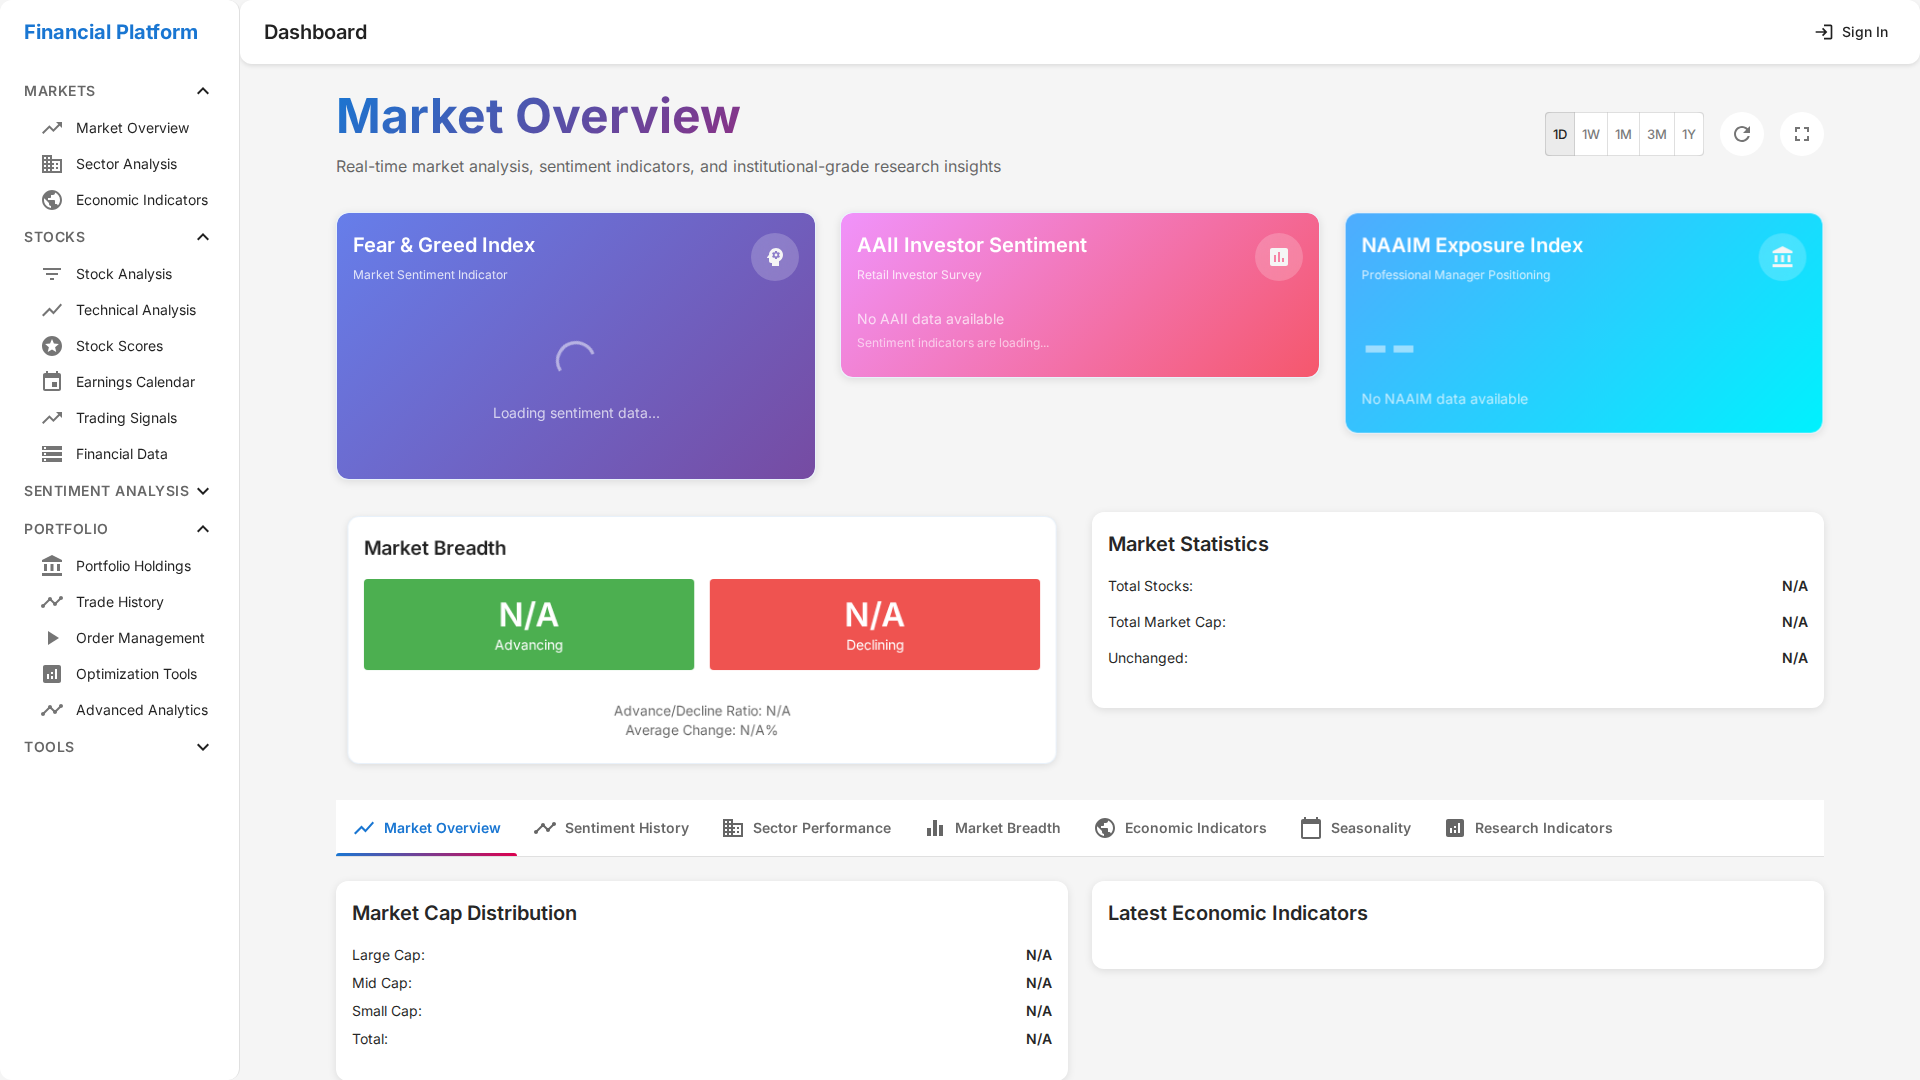 Financial Platform
Dashboard
Sign In
MARKETS
Market Overview
Sector Analysis
Economic Indicators
STOCKS
Stock Analysis
Technical Analysis
Stock Scores
Earnings Calendar
Trading Signals
Financial Data
SENTIMENT ANALYSIS
PORTFOLIO
Portfolio Holdings
Trade History
Order Management
Optimization Tools
Advanced Analytics
TOOLS
Market Overview
Real-time market analysis, sentiment indicators, and institutional-grade research insights
1D 1W 1M 3M 1Y
Fear & Greed Index
Market Sentiment Indicator
Loading sentiment data...
AAII Investor Sentiment
Retail Investor Survey
No AAII data available
Sentiment indicators are loading...
NAAIM Exposure Index
Professional Manager Positioning
--
No NAAIM data available
Market Breadth
N/A
Advancing
N/A
Declining
Advance/Decline Ratio: N/A
Average Change: N/A%
Market Statistics
Total Stocks: N/A
Total Market Cap: N/A
Unchanged: N/A
Market Overview
Sentiment History
Sector Performance
Market Breadth
Economic Indicators
Seasonality
Research Indicators
Market Cap Distribution
Large Cap: N/A
Mid Cap: N/A
Small Cap: N/A
Total: N/A
Latest Economic Indicators